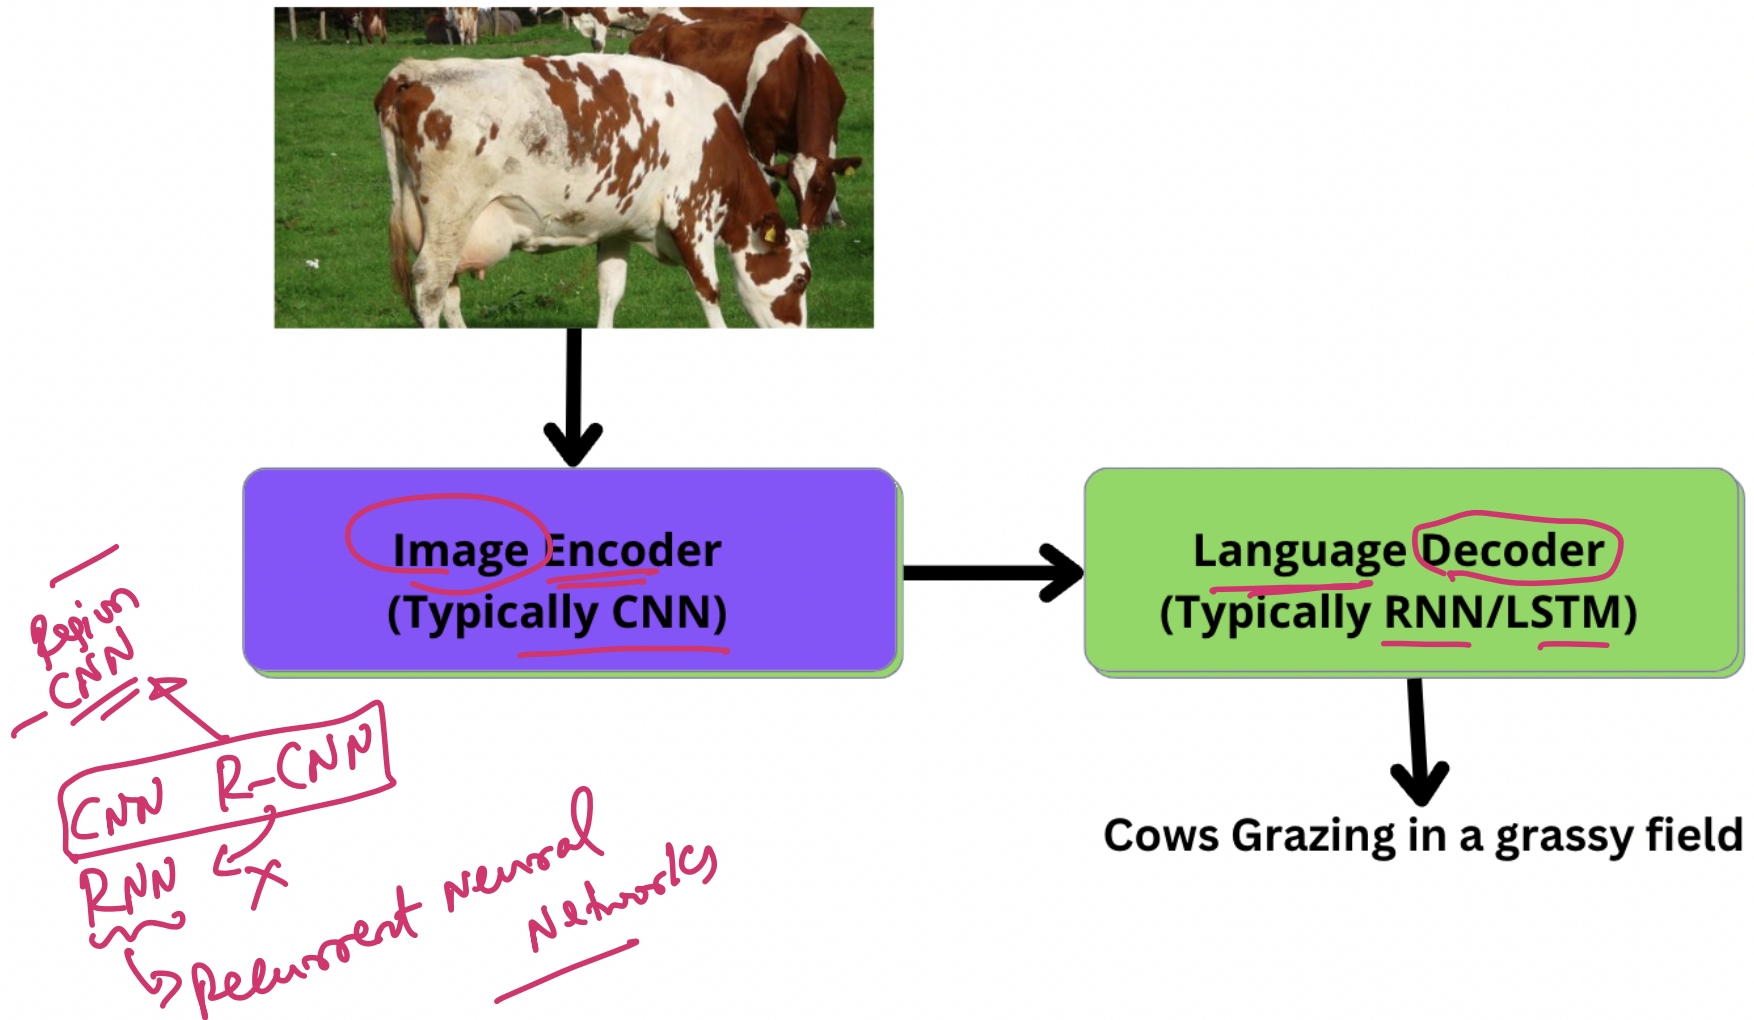 Image Encoder
(Typically CNN)
Language Decoder
(Typically RNN/LSTM)
Cows Grazing in a grassy field
Region
CNN
CNN R-CNN
RNN
Recurrent Neural
Networks